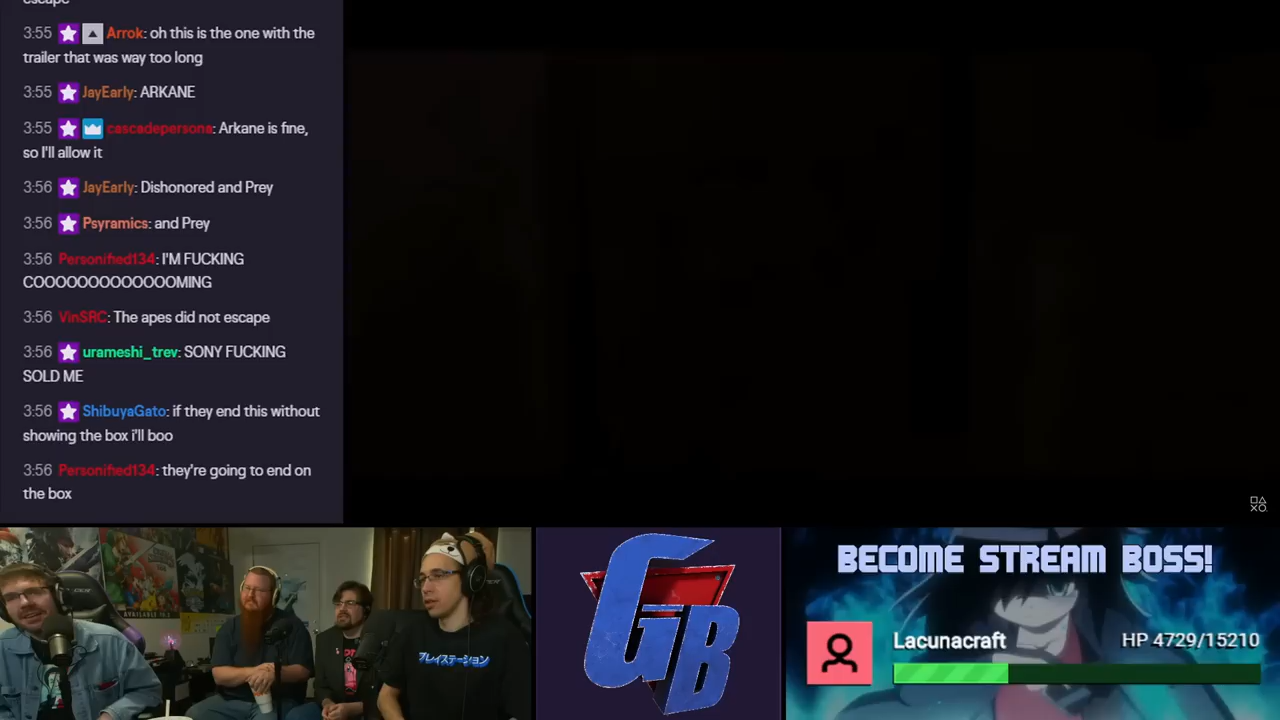 escape
3:55 Arrok: oh this is the one with the
trailer that was way too long
3:55 JayEarly: ARKANE
3:55 cascadepersona: Arkane is fine,
so I'll allow it
3:56 JayEarly: Dishonored and Prey
3:56 Psyramics: and Prey
3:56 Personified134: I'M FUCKING
COOOOOOOOOOOOOMING
3:56 VinSRC: The apes did not escape
3:56 urameshi_trev: SONY FUCKING
SOLD ME
3:56 ShibuyaGato: if they end this without
showing the box i'll boo
3:56 Personified134: they're going to end on
the box
プレイステーション
GB
BECOME STREAM BOSS!
Lacunacraft HP 4729/15210